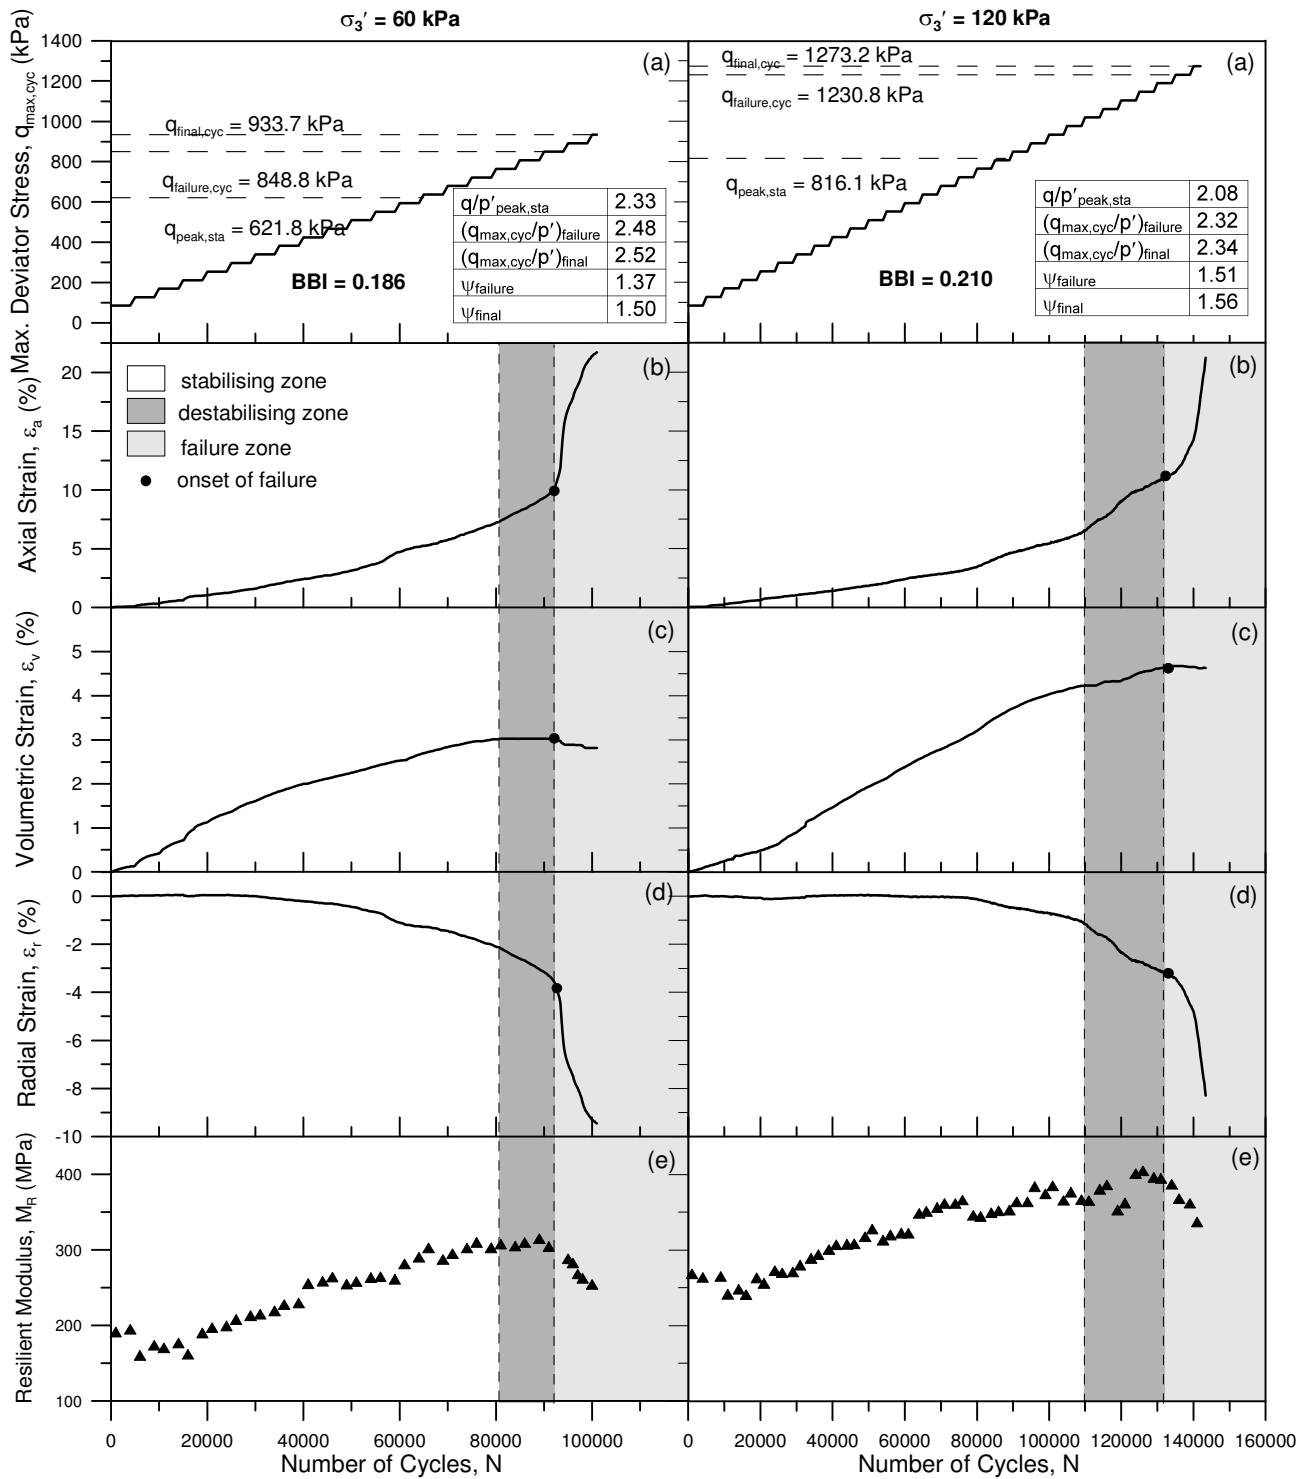 σ3′ = 60 kPa
σ3′ = 120 kPa
Max. Deviator Stress, qmax,cyc (kPa)
1400
1200
1000
800
600
400
200
0
(a)
qfinal,cyc = 933.7 kPa
qfailure,cyc = 848.8 kPa
qpeak,sta = 621.8 kPa
BBI = 0.186
q/p′peak,sta 2.33
(qmax,cyc/p′)failure 2.48
(qmax,cyc/p′)final 2.52
ψfailure 1.37
ψfinal 1.50
(a)
qfinal,cyc = 1273.2 kPa
qfailure,cyc = 1230.8 kPa
qpeak,sta = 816.1 kPa
BBI = 0.210
q/p′peak,sta 2.08
(qmax,cyc/p′)failure 2.32
(qmax,cyc/p′)final 2.34
ψfailure 1.51
ψfinal 1.56
Axial Strain, εa (%)
20
15
10
5
0
(b)
stabilising zone
destabilising zone
failure zone
onset of failure
(b)
Volumetric Strain, εv (%)
5
4
3
2
1
0
(c)
(c)
Radial Strain, εr (%)
0
-2
-4
-6
-8
-10
(d)
(d)
Resilient Modulus, MR (MPa)
400
300
200
100
(e)
(e)
0 20000 40000 60000 80000 100000
0 20000 40000 60000 80000 100000 120000 140000 160000
Number of Cycles, N
Number of Cycles, N